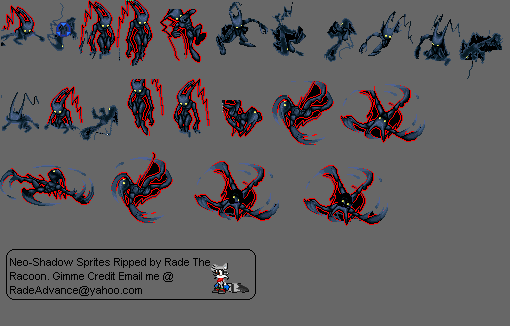 Neo-Shadow Sprites Ripped by Rade The
Racoon. Gimme Credit Email me @
RadeAdvance@yahoo.com